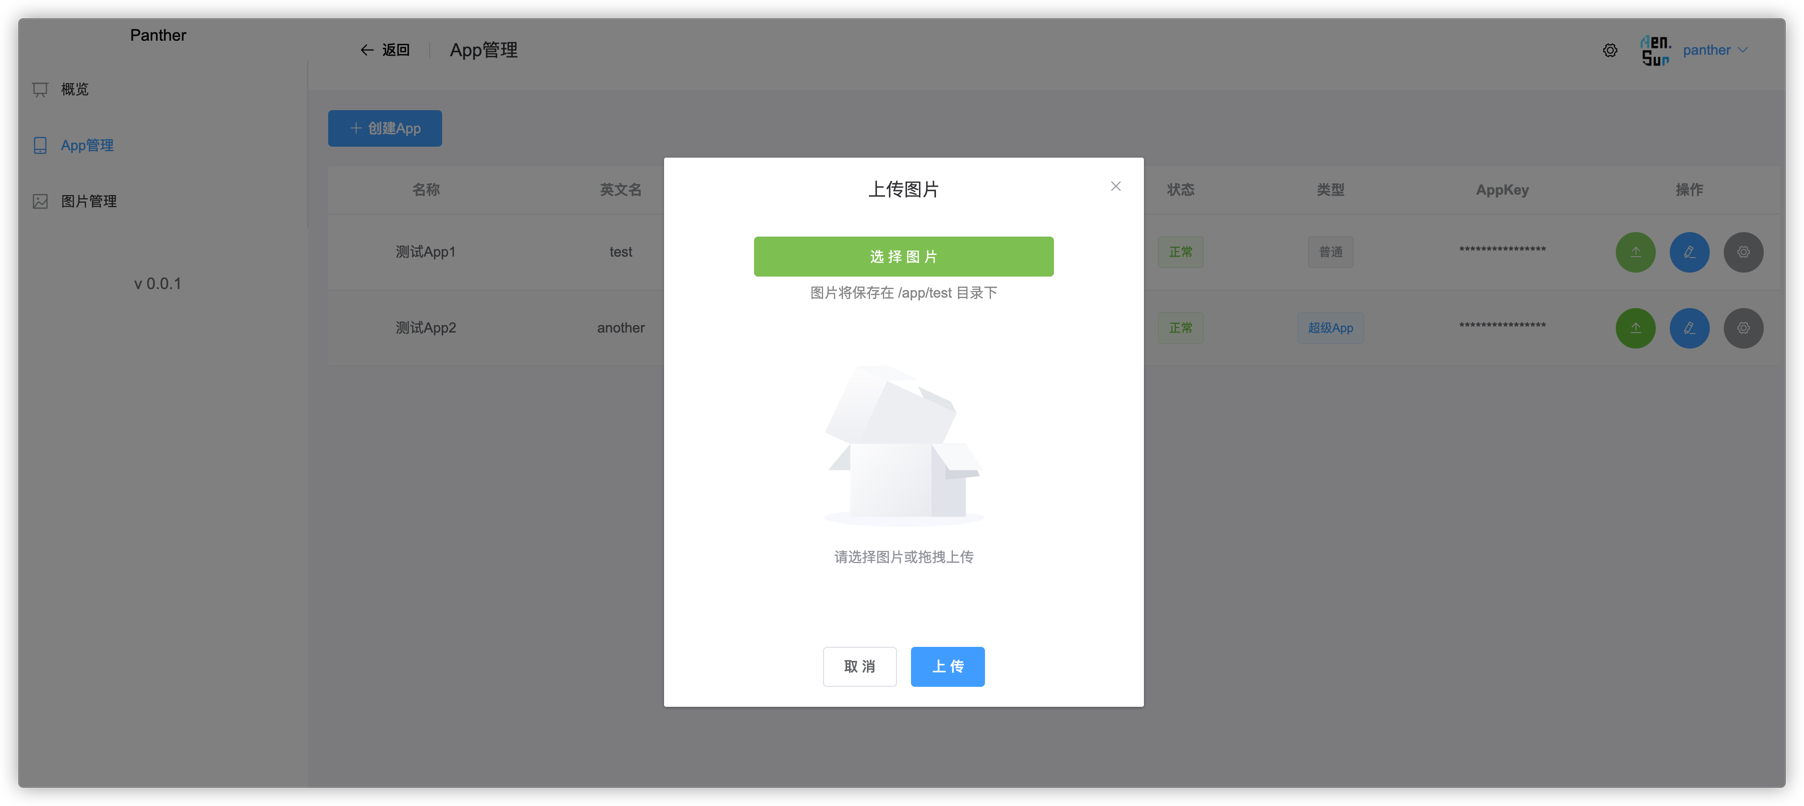 Panther
返回
App管理
Aen.
Sur
panther
概览
App管理
图片管理
v 0.0.1
创建App
名称
英文名
状态
类型
AppKey
操作
测试App1
test
正常
普通
****************
测试App2
another
正常
超级App
****************
上传图片
选 择 图 片
图片将保存在 /app/test 目录下
请选择图片或拖拽上传
取 消
上 传